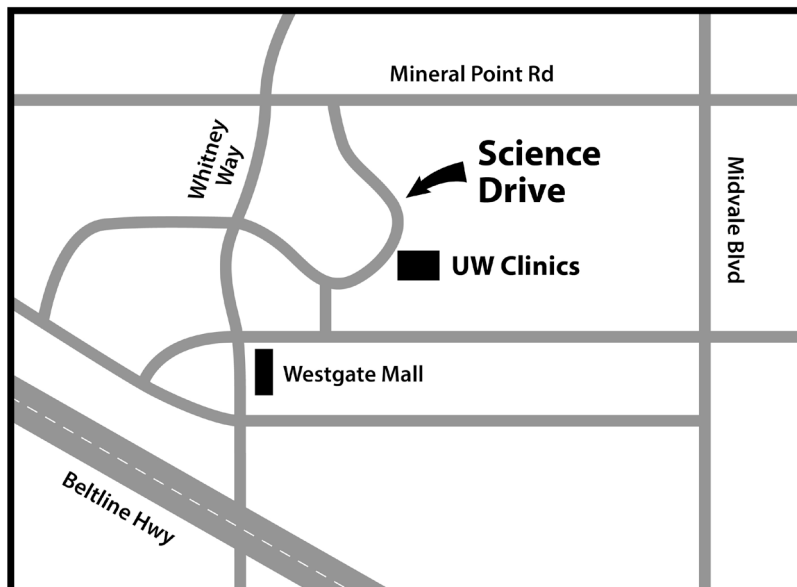 Mineral Point Rd
Whitney
Way
Science
Drive
Midvale Blvd
UW Clinics
Westgate Mall
Beltline Hwy